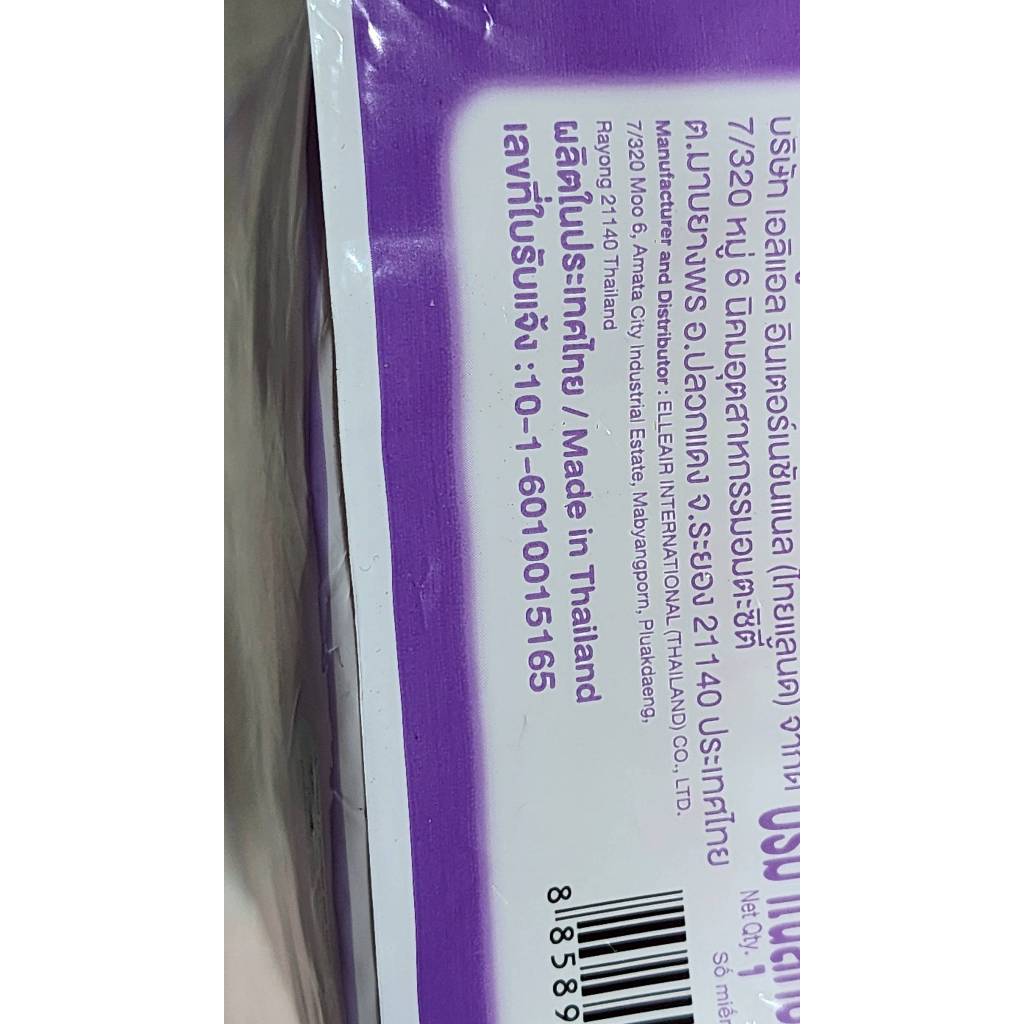 บริษัท เอลิแอล อินเตอร์เนชันแนล (ไทยแลนด์) จำกัด
7/320 หมู่ 6 นิคมอุตสาหกรรมอมตะซิตี้
ต.มาบยางพร อ.ปลวกแดง จ.ระยอง 21140 ประเทศไทย
Manufacturer and Distributor : ELLEAIR INTERNATIONAL (THAILAND) CO., LTD.
7/320 Moo 6, Amata City Industrial Estate, Mabyangporn, Pluakdaeng,
Rayong 21140 Thailand
ผลิตในประเทศไทย / Made in Thailand
เลขที่ใบรับแจ้ง :10-1-6010015165
Net Qty. 1
Số miến
8 8589